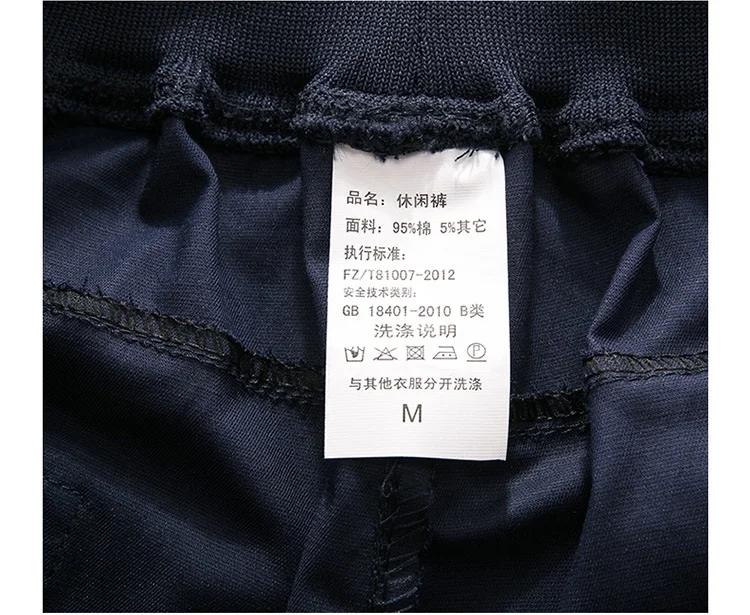 品名：休闲裤
面料：95%棉 5%其它
执行标准：
FZ/T81007-2012
安全技术类别：
GB 18401-2010 B类
洗涤说明
P
与其他衣服分开洗涤
M